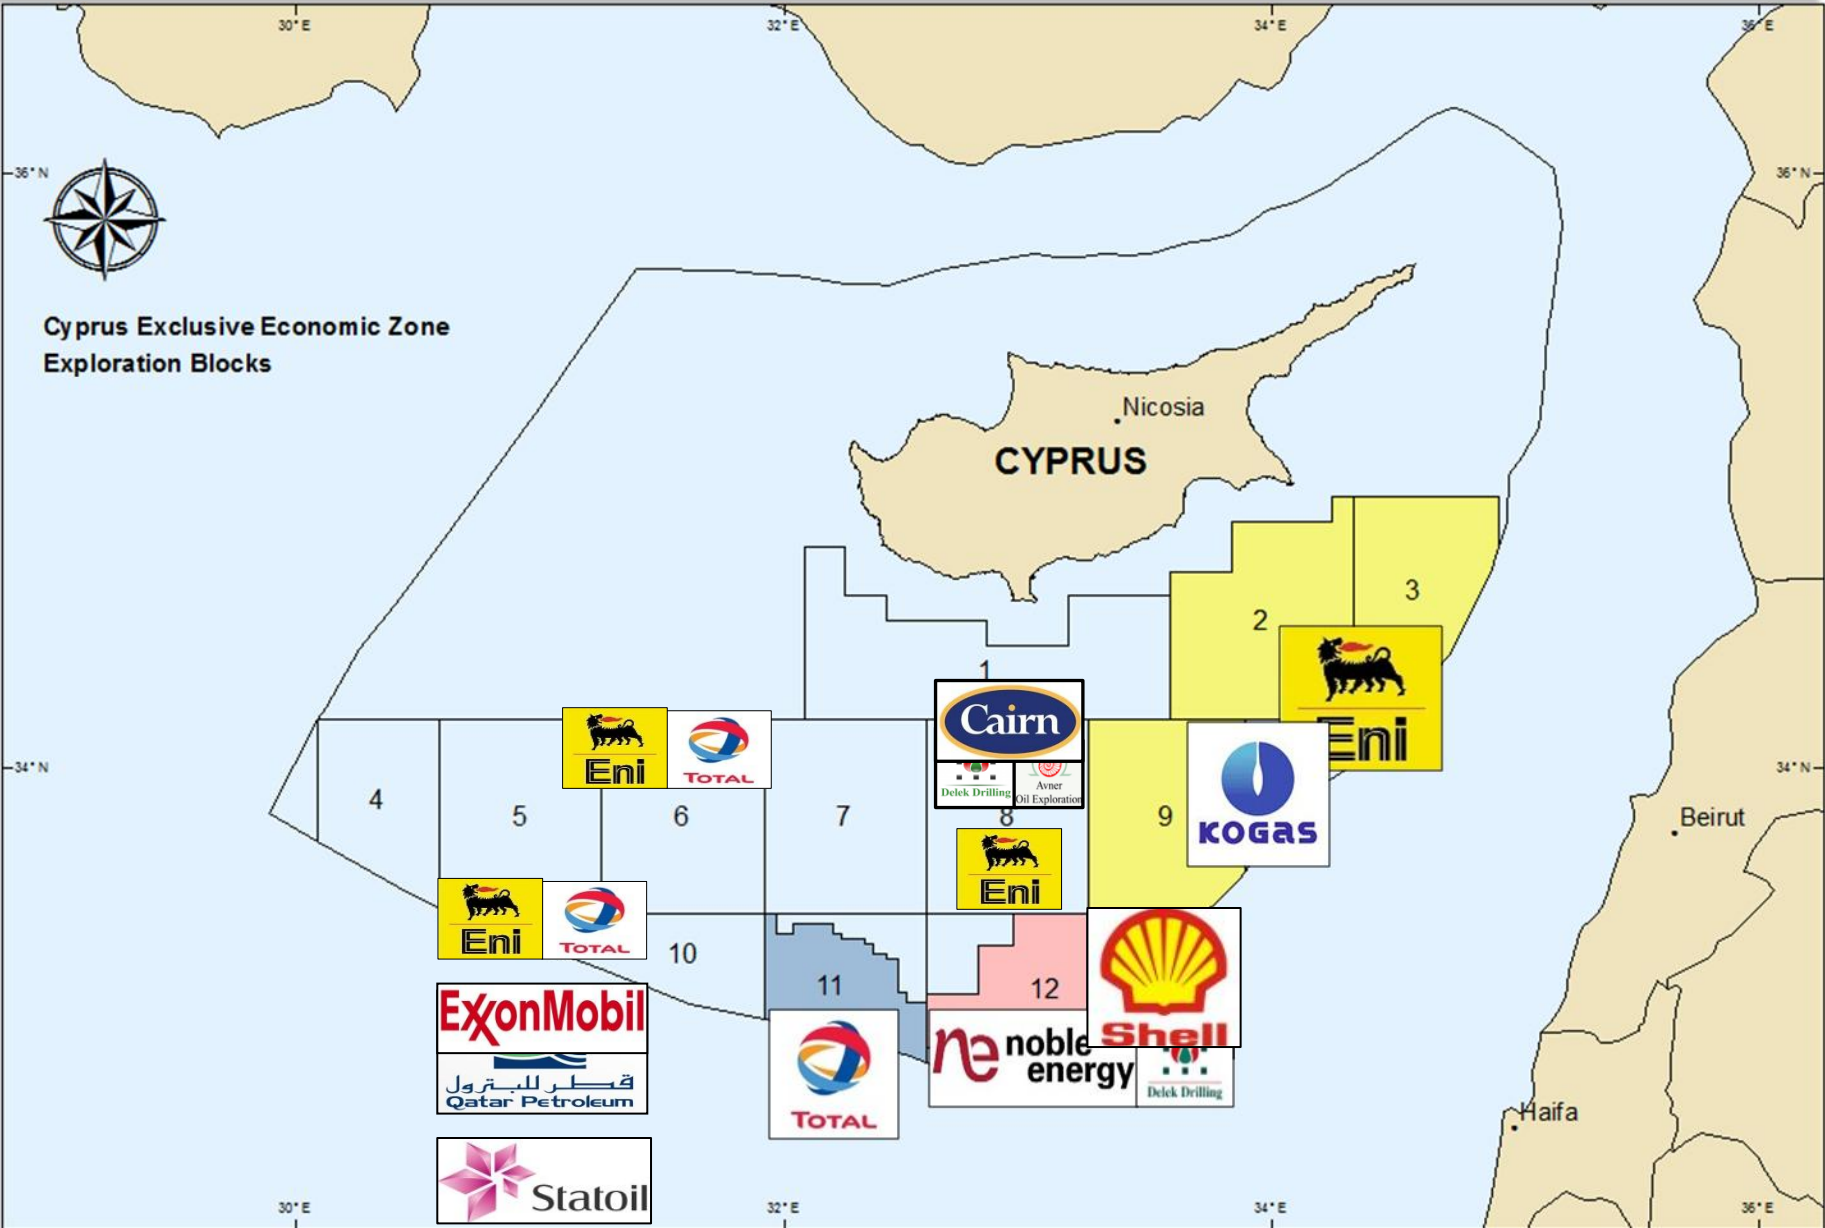 30° E
32° E
34° E
36° E
36° N
36° N
Cyprus Exclusive Economic Zone
Exploration Blocks
Nicosia
CYPRUS
3
2
1
Eni
Cairn
Delek Drilling
Avner
Oil Exploration
Eni
TOTAL
KOGAS
34° N
34° N
4
5
6
7
8
9
Beirut
Eni
Eni
TOTAL
10
11
12
Shell
ExxonMobil
noble
energy
Delek Drilling
قطر للبترول
Qatar Petroleum
TOTAL
Haifa
Statoil
30° E
32° E
34° E
36° E